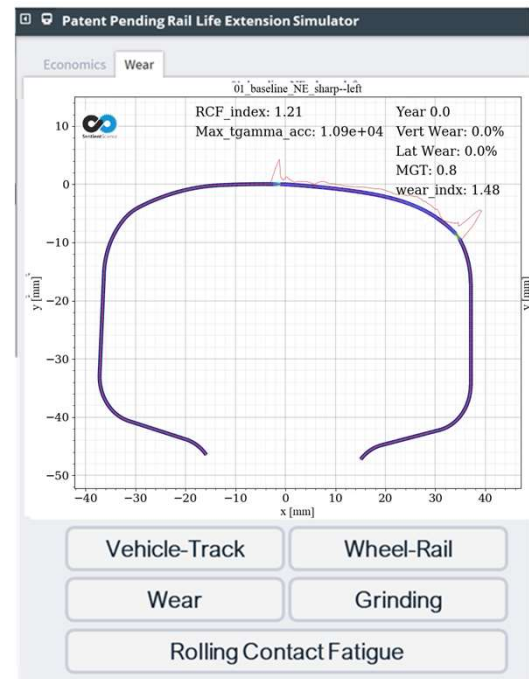 Patent Pending Rail Life Extension Simulator
Economics Wear
01_baseline_NE_sharp--left
RCF_index: 1.21
Max_tgamma_acc: 1.09e+04
Year 0.0
Vert Wear: 0.0%
Lat Wear: 0.0%
MGT: 0.8
wear_indx: 1.48
10
0
−10
−20
−30
−40
−50
y [mm]
y [mm]
−40 −30 −20 −10 0 10 20 30 40
x [mm]
Vehicle-Track Wheel-Rail
Wear Grinding
Rolling Contact Fatigue